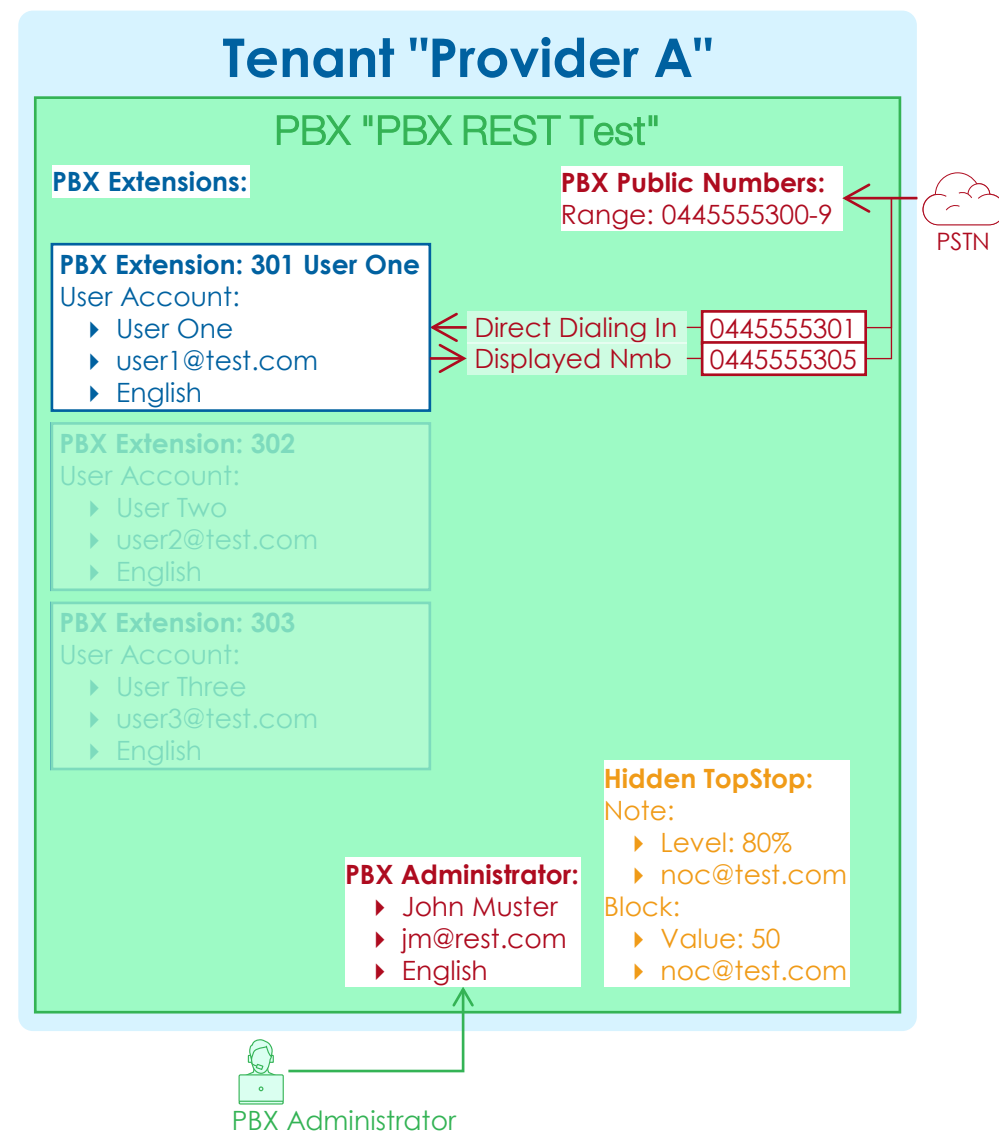 Tenant "Provider A"
PBX "PBX REST Test"
PBX Extensions:
PBX Public Numbers:
Range: 0445555300-9
PSTN
PBX Extension: 301 User One
User Account:
User One
user1@test.com
English
Direct Dialing In
0445555301
Displayed Nmb
0445555305
PBX Extension: 302
User Account:
User Two
user2@test.com
English
PBX Extension: 303
User Account:
User Three
user3@test.com
English
Hidden TopStop:
Note:
Level: 80%
noc@test.com
Block:
Value: 50
noc@test.com
PBX Administrator:
John Muster
jm@rest.com
English
PBX Administrator